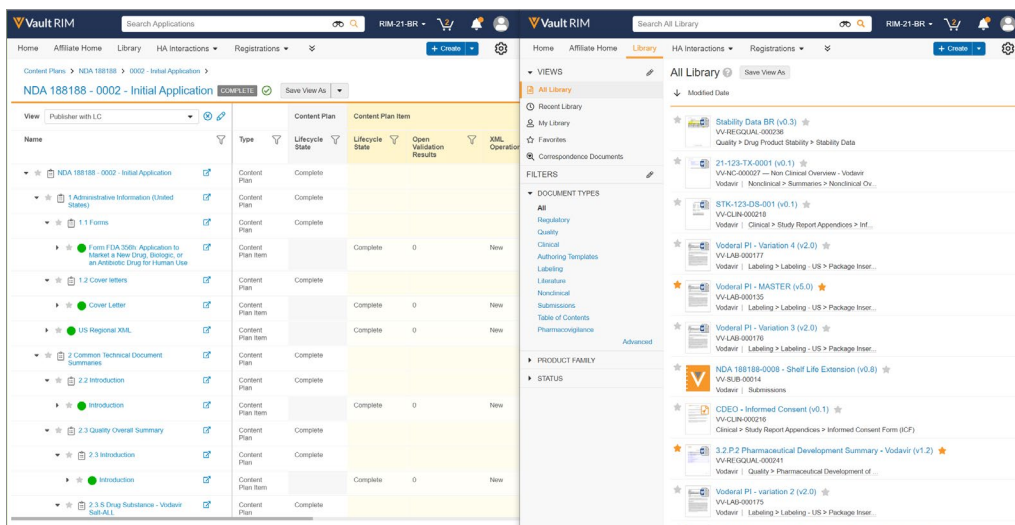 Vault RIM
Search Applications
RIM-21-BR
2
Home Affiliate Home Library HA Interactions Registrations
+ Create
Content Plans > NDA 188188 > 0002 - Initial Application >
NDA 188188 - 0002 - Initial Application COMPLETE Save View As
View Publisher with LC
Content Plan Content Plan Item
Name Type Lifecycle State Lifecycle State Open Validation Results XML Operation
NDA 188188 - 0002 - Initial Application Content Plan Complete
1 Administrative Information (United States) Content Plan Complete
1.1 Forms Content Plan Complete
Form FDA 356h: Application to Market a New Drug, Biologic, or an Antibiotic Drug for Human Use Content Plan Item Complete 0 New
1.2 Cover letters Content Plan Complete
Cover Letter Content Plan Item Complete 0 New
US Regional XML Content Plan Item Complete 0 New
2 Common Technical Document Summaries Content Plan Complete
2.2 Introduction Content Plan Complete
Introduction Content Plan Item Complete 0 New
2.3 Quality Overall Summary Content Plan Complete
2.3 Introduction Content Plan Complete
Introduction Content Plan Item Complete 0 New
2.3.S Drug Substance - Vodavir Salt-ALL Content Plan Complete
Vault RIM
Search All Library
RIM-21-BR
2
Home Affiliate Home Library HA Interactions Registrations
+ Create
VIEWS
All Library
Recent Library
My Library
Favorites
Correspondence Documents
FILTERS
DOCUMENT TYPES
All
Regulatory
Quality
Clinical
Authoring Templates
Labeling
Literature
Nonclinical
Submissions
Table of Contents
Pharmacovigilance
Advanced
PRODUCT FAMILY
STATUS
All Library Save View As
Modified Date
Stability Data BR (v0.3)
VV-REGQUAL-000236
Quality > Drug Product Stability > Stability Data
21-123-TX-0001 (v0.1)
VV-NC-000027 — Non Clinical Overview - Vodavir
Vodavir | Nonclinical > Summaries > Nonclinical Ov...
STK-123-DS-001 (v0.1)
VV-CLIN-000218
Vodavir | Clinical > Study Report Appendices > Inf...
Voderal PI - Variation 4 (v2.0)
VV-LAB-000177
Vodavir | Labeling > Labeling - US > Package Inser...
Voderal PI - MASTER (v5.0)
VV-LAB-000135
Vodavir | Labeling > Labeling - US > Package Inser...
Voderal PI - Variation 3 (v2.0)
VV-LAB-000176
Vodavir | Labeling > Labeling - US > Package Inser...
NDA 188188-0008 - Shelf Life Extension (v0.8)
VV-SUB-00014
Vodavir | Submissions
CDEO - Informed Consent (v0.1)
VV-CLIN-000216
Clinical > Study Report Appendices > Informed Consent Form (ICF)
3.2.P.2 Pharmaceutical Development Summary - Vodavir (v1.2)
VV-REGQUAL-000241
Vodavir | Quality > Pharmaceutical Development of ...
Voderal PI - variation 2 (v2.0)
VV-LAB-000175
Vodavir | Labeling > Labeling - US > Package Inser...